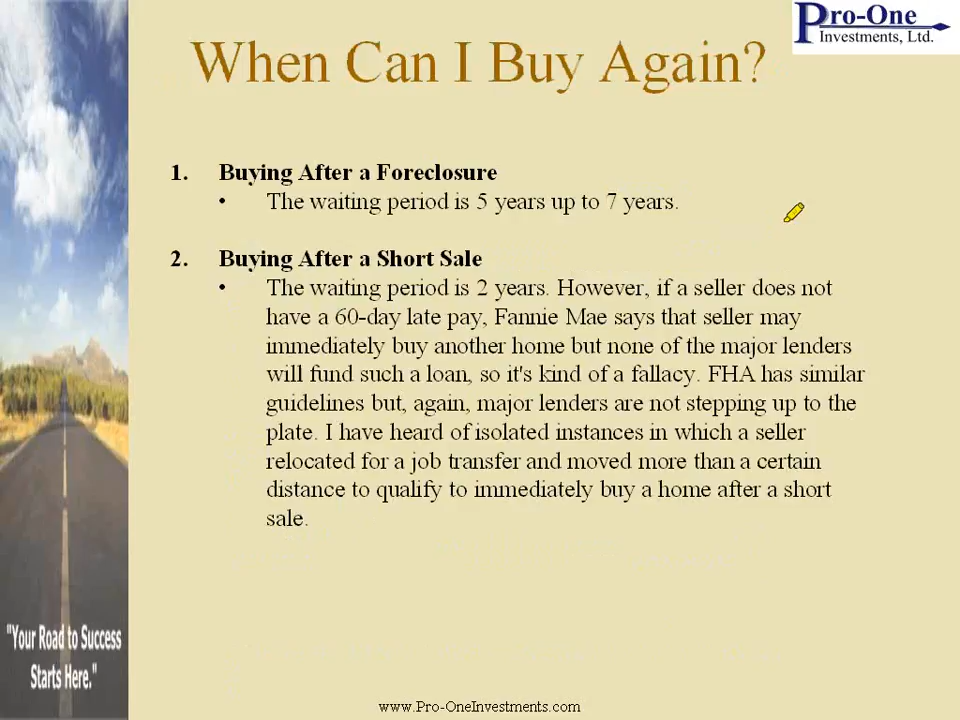 Pro-One
Investments, Ltd.
When Can I Buy Again?
1. Buying After a Foreclosure
• The waiting period is 5 years up to 7 years.
2. Buying After a Short Sale
• The waiting period is 2 years. However, if a seller does not
have a 60-day late pay, Fannie Mae says that seller may
immediately buy another home but none of the major lenders
will fund such a loan, so it's kind of a fallacy. FHA has similar
guidelines but, again, major lenders are not stepping up to the
plate. I have heard of isolated instances in which a seller
relocated for a job transfer and moved more than a certain
distance to qualify to immediately buy a home after a short
sale.
"Your Road to Success
Starts Here."
www.Pro-OneInvestments.com